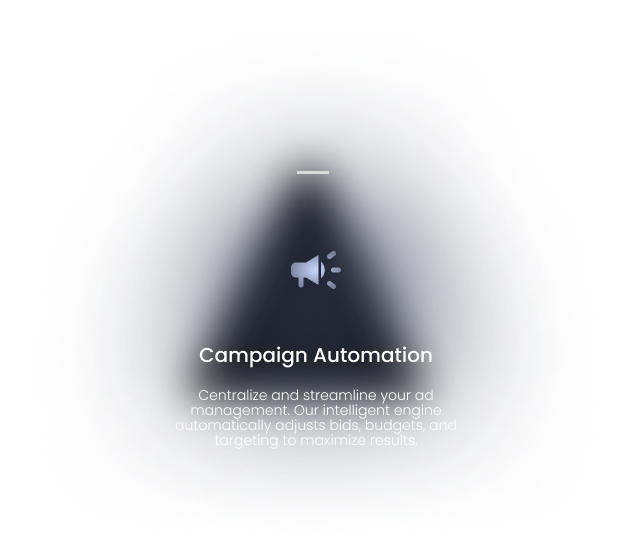 Campaign Automation
Centralize and streamline your ad
management. Our intelligent engine
automatically adjusts bids, budgets, and
targeting to maximize results.